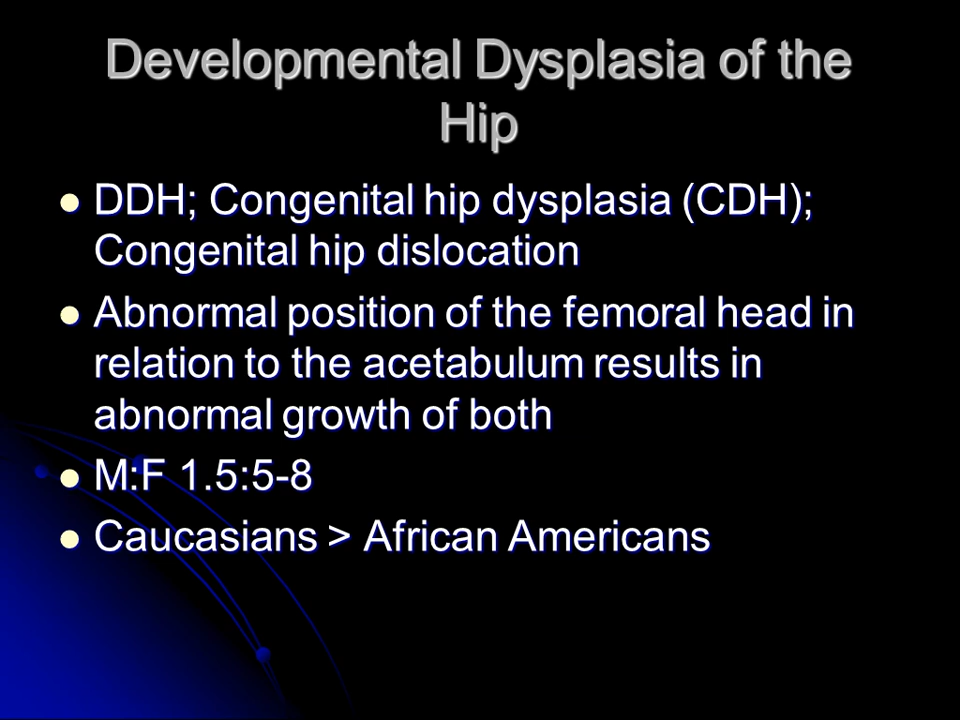 Developmental Dysplasia of the
Hip
DDH; Congenital hip dysplasia (CDH);
Congenital hip dislocation
Abnormal position of the femoral head in
relation to the acetabulum results in
abnormal growth of both
M:F 1.5:5-8
Caucasians > African Americans